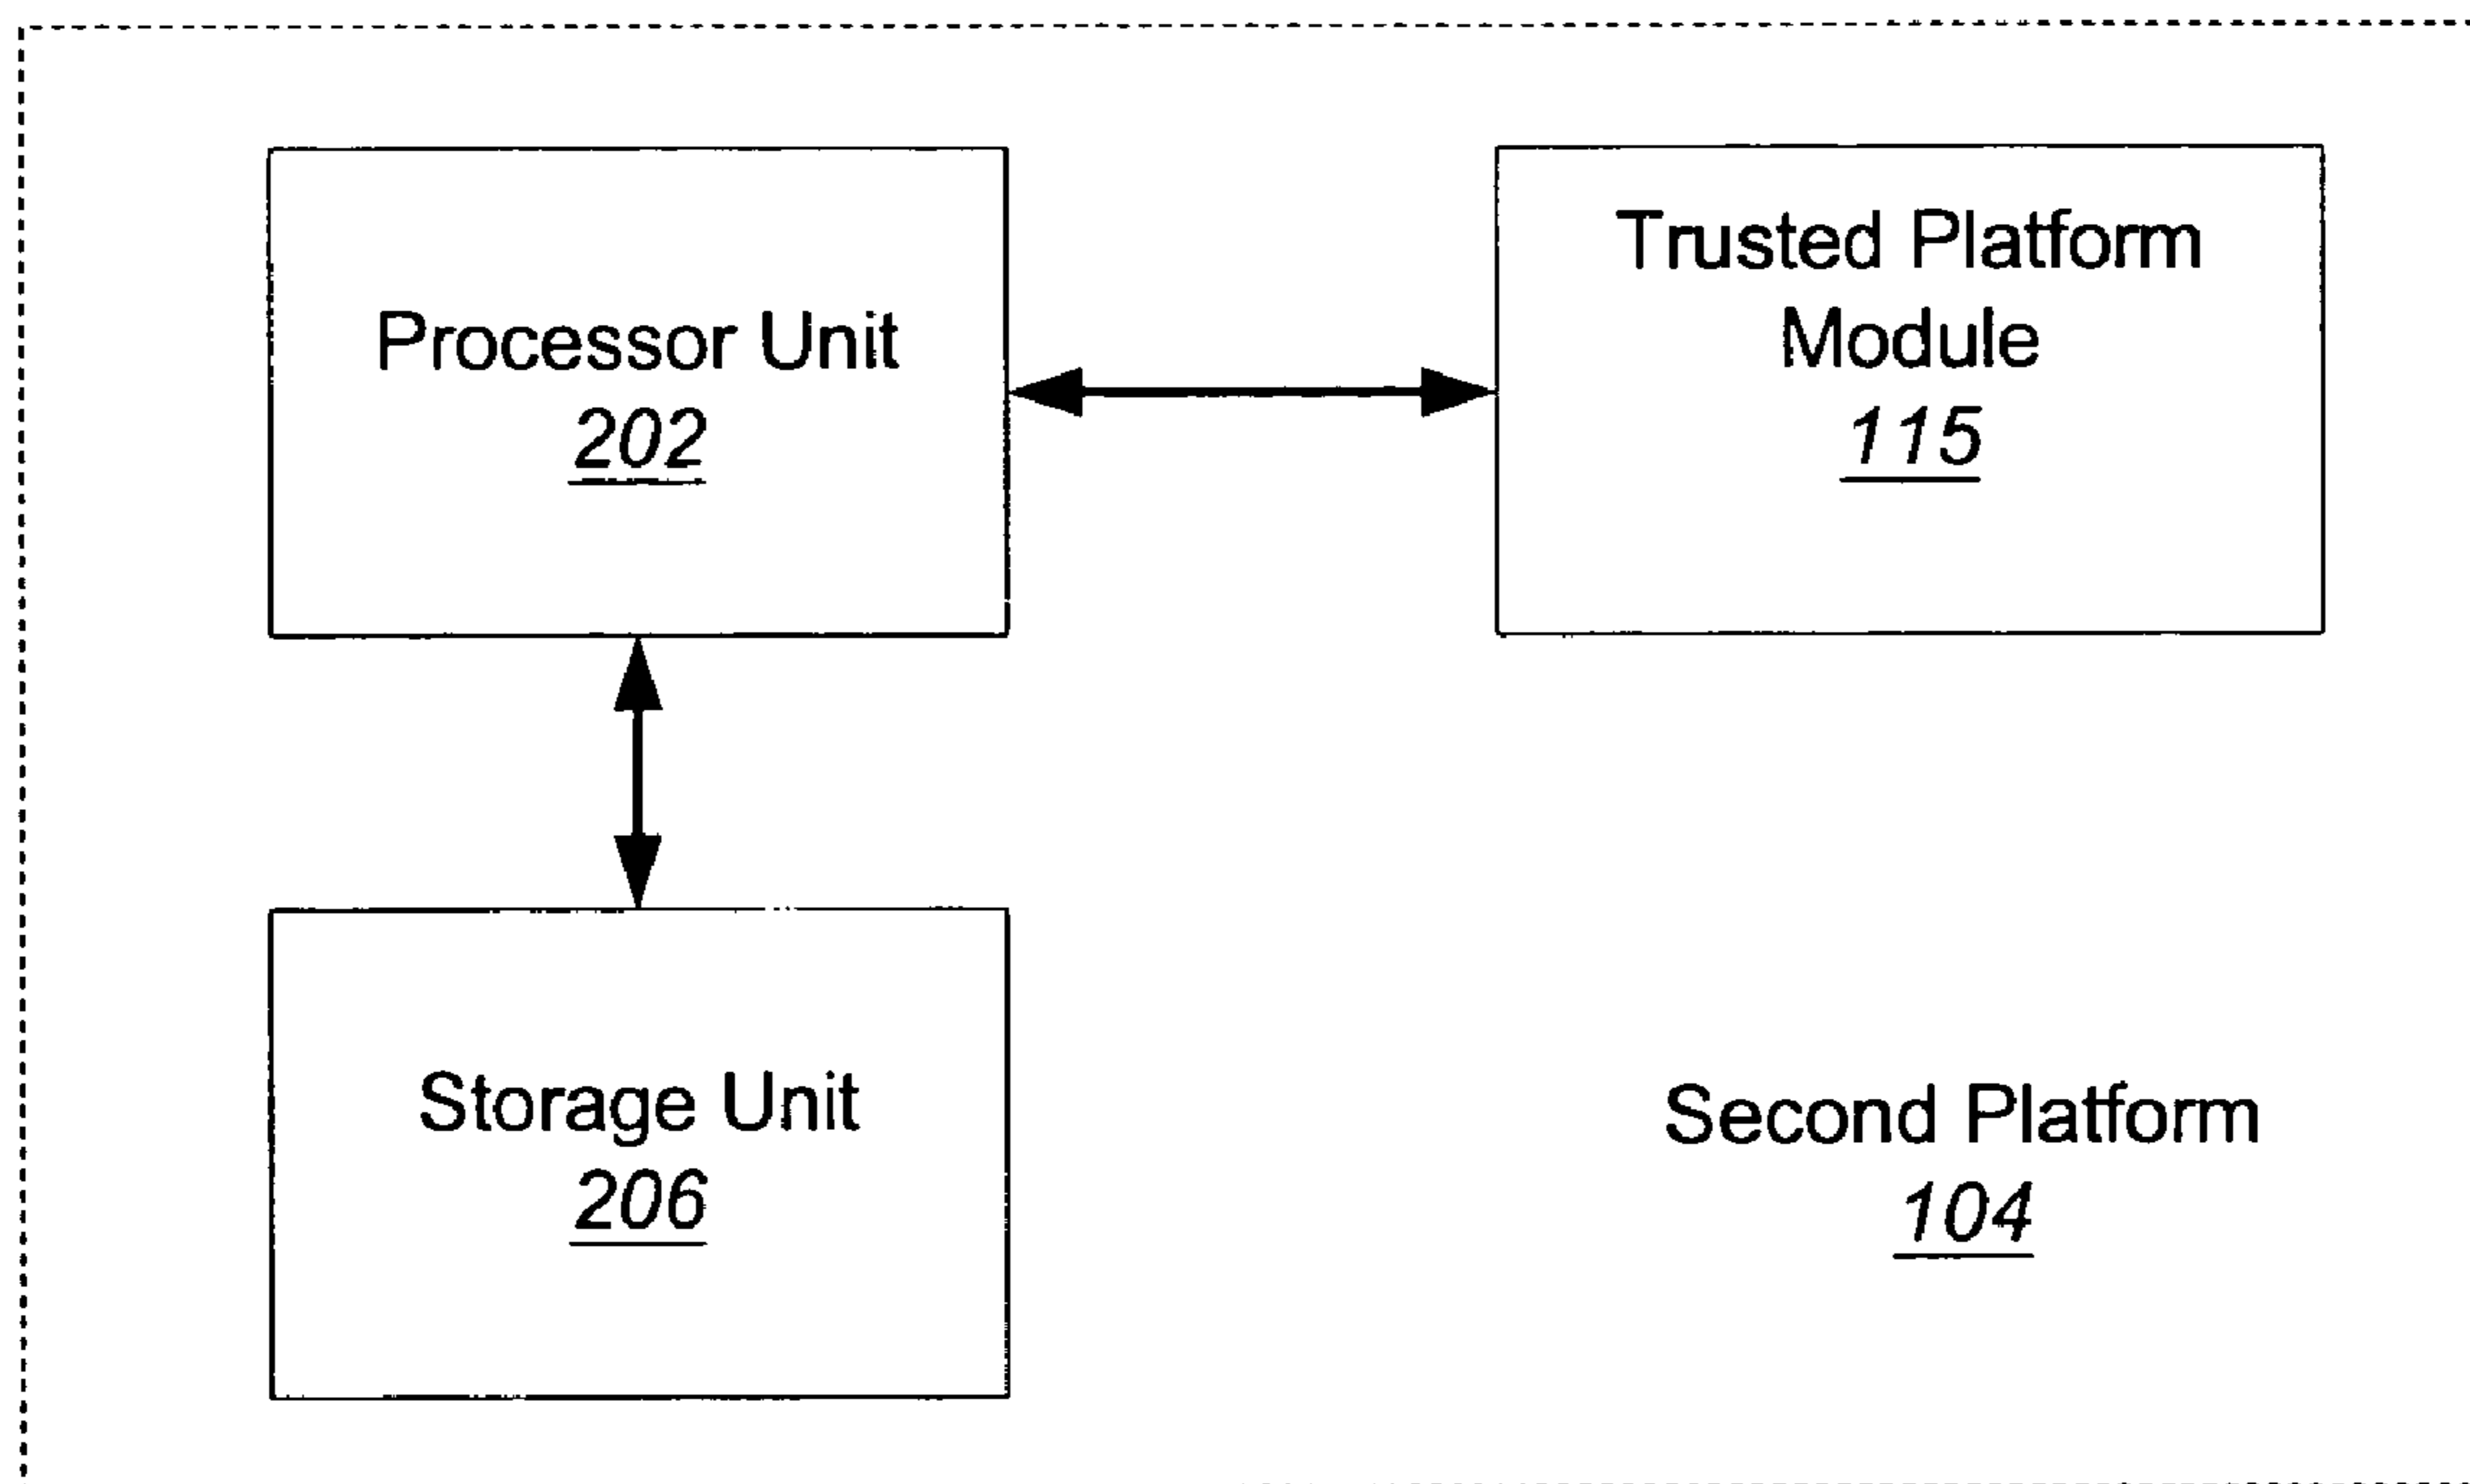 Processor Unit
202
Trusted Platform
Module
115
Storage Unit
206
Second Platform
104